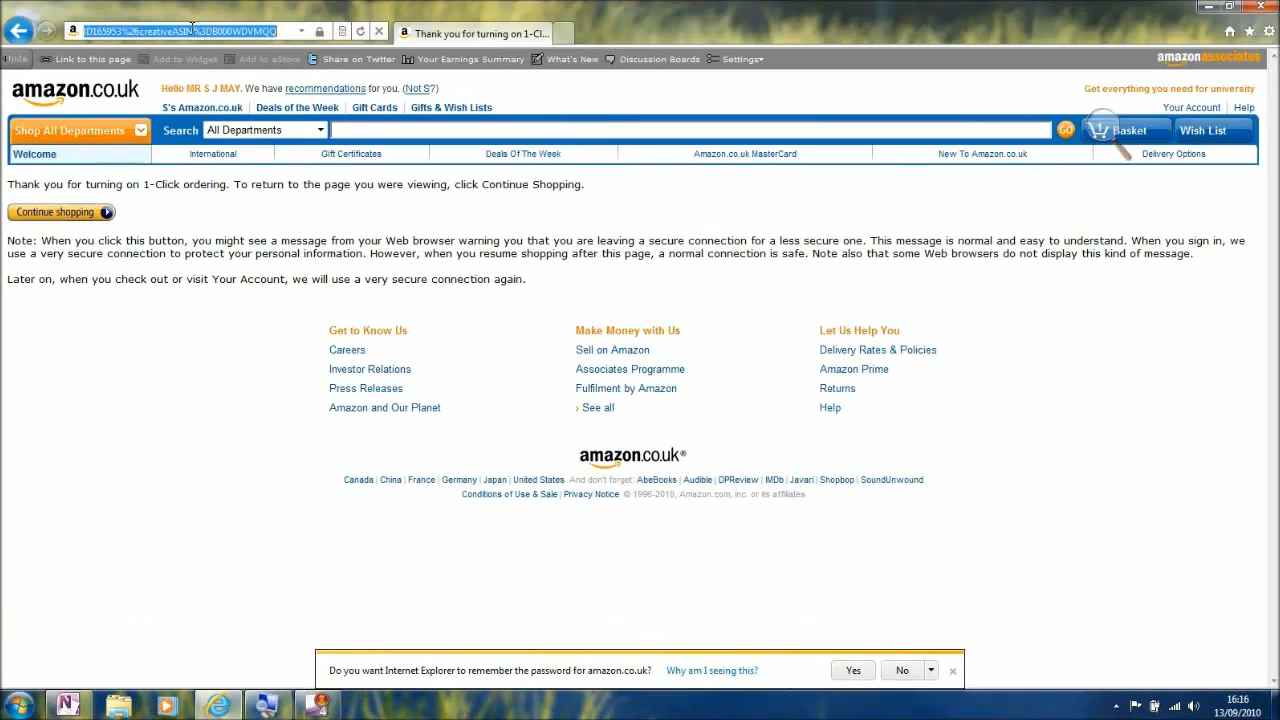 ID165953%26creativeASIN%3DB000WDVMQQ
Thank you for turning on 1-Cl...
hide Link to this page Add to Widget Add to aStore Share on Twitter Your Earnings Summary What's New Discussion Boards Settings amazonassociates
amazon.co.uk Hello MR S J MAY. We have recommendations for you. (Not S?) Get everything you need for university
S's Amazon.co.uk Deals of the Week Gift Cards Gifts & Wish Lists Your Account Help
Shop All Departments Search All Departments GO Basket Wish List
Welcome International Gift Certificates Deals Of The Week Amazon.co.uk MasterCard New To Amazon.co.uk Delivery Options
Thank you for turning on 1-Click ordering. To return to the page you were viewing, click Continue Shopping.
Continue shopping
Note: When you click this button, you might see a message from your Web browser warning you that you are leaving a secure connection for a less secure one. This message is normal and easy to understand. When you sign in, we
use a very secure connection to protect your personal information. However, when you resume shopping after this page, a normal connection is safe. Note also that some Web browsers do not display this kind of message.
Later on, when you check out or visit Your Account, we will use a very secure connection again.
Get to Know Us Make Money with Us Let Us Help You
Careers Sell on Amazon Delivery Rates & Policies
Investor Relations Associates Programme Amazon Prime
Press Releases Fulfilment by Amazon Returns
Amazon and Our Planet › See all Help
amazon.co.uk®
Canada | China | France | Germany | Japan | United States And don't forget: AbeBooks | Audible | DPReview | IMDb | Javari | Shopbop | SoundUnwound
Conditions of Use & Sale | Privacy Notice © 1996-2010, Amazon.com, Inc. or its affiliates
Do you want Internet Explorer to remember the password for amazon.co.uk? Why am I seeing this? Yes No
16:16
13/09/2010